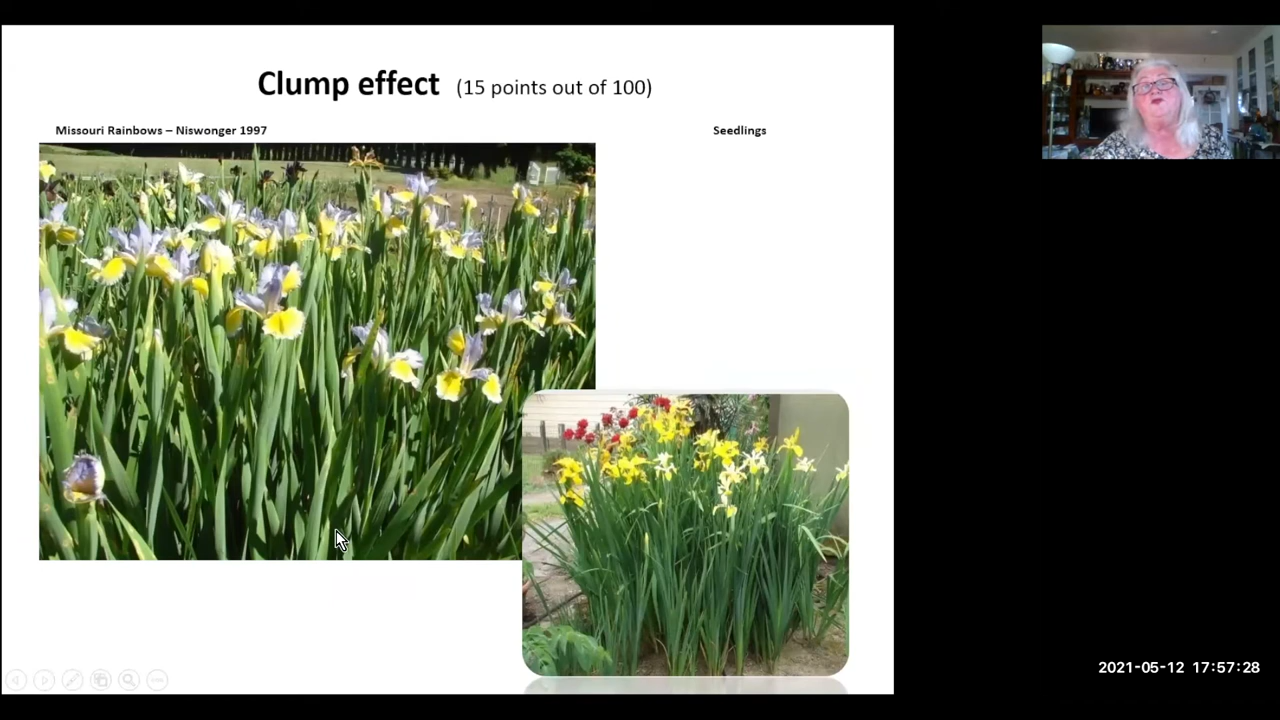 Clump effect (15 points out of 100)
Missouri Rainbows – Niswonger 1997
Seedlings
2021-05-12 17:57:28